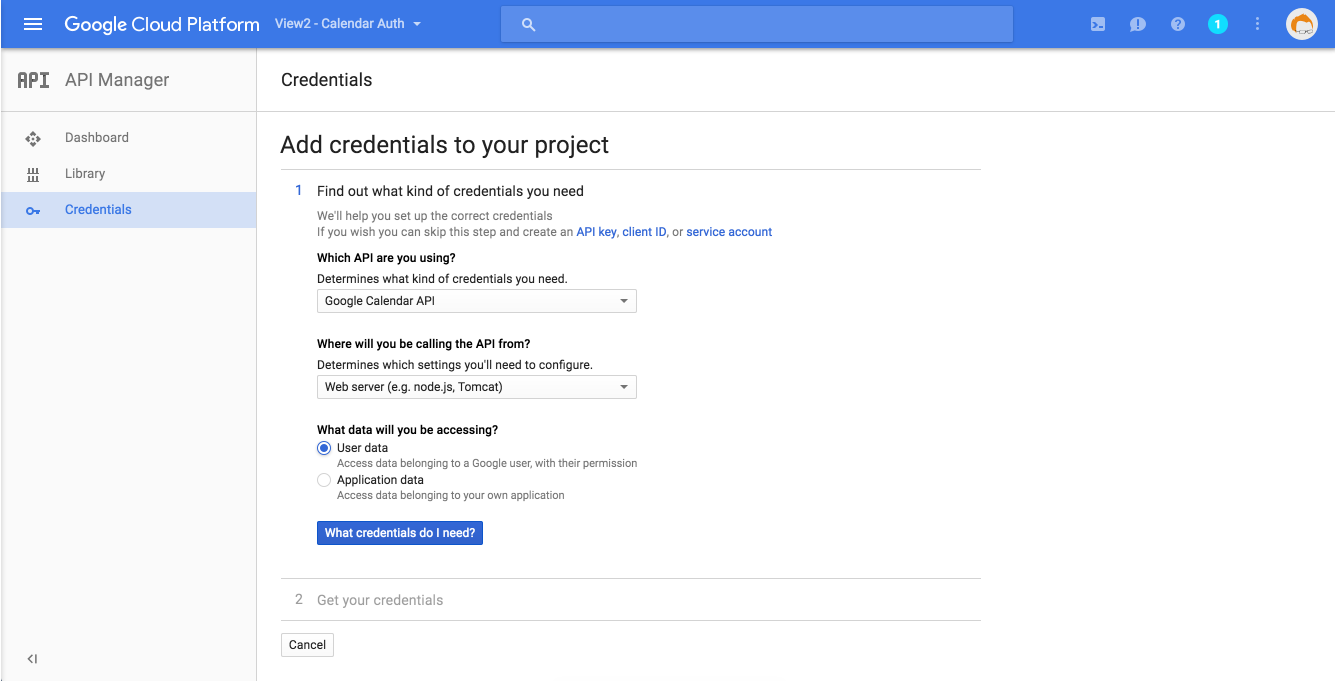 Google Cloud Platform View2 - Calendar Auth 1
API API Manager
Credentials
Dashboard
Library
Credentials
Add credentials to your project
1 Find out what kind of credentials you need
We'll help you set up the correct credentials
If you wish you can skip this step and create an API key, client ID, or service account
Which API are you using?
Determines what kind of credentials you need.
Google Calendar API
Where will you be calling the API from?
Determines which settings you'll need to configure.
Web server (e.g. node.js, Tomcat)
What data will you be accessing?
User data
Access data belonging to a Google user, with their permission
Application data
Access data belonging to your own application
What credentials do I need?
2 Get your credentials
Cancel